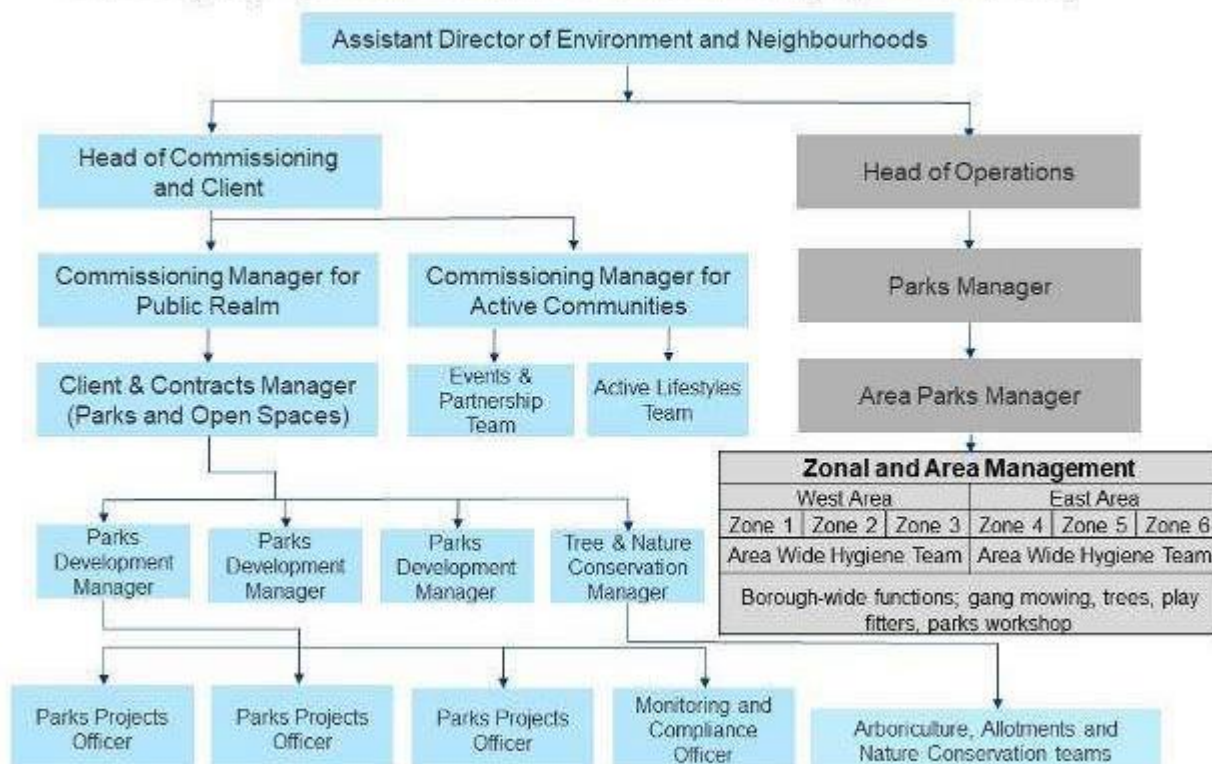 Assistant Director of Environment and Neighbourhoods
Head of Commissioning
and Client
Head of Operations
Commissioning Manager for
Public Realm
Commissioning Manager for
Active Communities
Parks Manager
Client & Contracts Manager
(Parks and Open Spaces)
Events &
Partnership
Team
Active Lifestyles
Team
Area Parks Manager
Zonal and Area Management
West Area
East Area
Zone 1
Zone 2
Zone 3
Zone 4
Zone 5
Zone 6
Area Wide Hygiene Team
Area Wide Hygiene Team
Borough-wide functions; gang mowing, trees, play
fitters, parks workshop
Parks
Development
Manager
Parks
Development
Manager
Parks
Development
Manager
Tree & Nature
Conservation
Manager
Parks Projects
Officer
Parks Projects
Officer
Parks Projects
Officer
Monitoring and
Compliance
Officer
Arboriculture, Allotments and
Nature Conservation teams